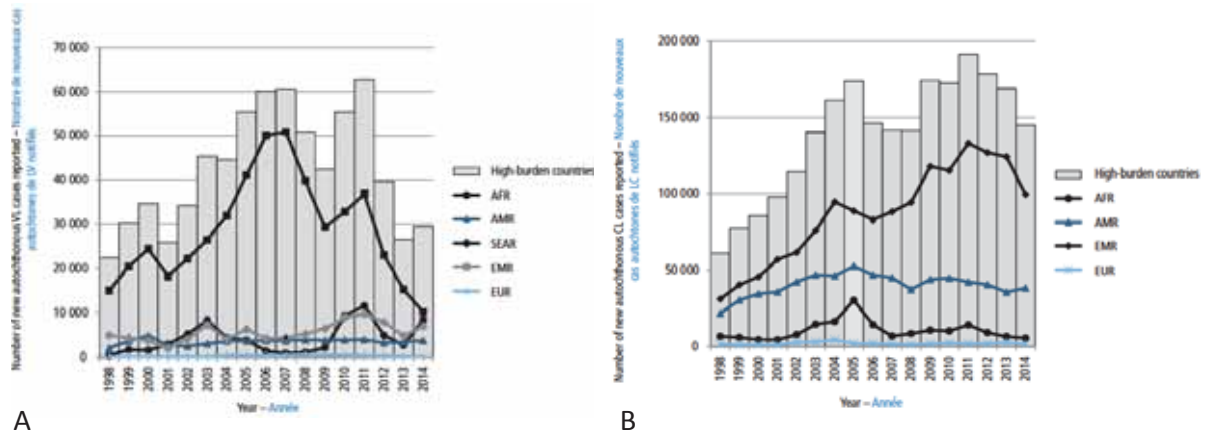 Number of new autochthonous VL cases reported – Nombre de nouveaux cas
autochtones de LV notifiés
70 000
60 000
50 000
40 000
30 000
20 000
10 000
0
1998
1999
2000
2001
2002
2003
2004
2005
2006
2007
2008
2009
2010
2011
2012
2013
2014
Year – Année
High-burden countries
AFR
AMR
SEAR
EMR
EUR
A
Number of new autochthonous CL cases reported – Nombre de nouveaux
cas autochtones de LC notifiés
200 000
150 000
100 000
50 000
0
1998
1999
2000
2001
2002
2003
2004
2005
2006
2007
2008
2009
2010
2011
2012
2013
2014
Year – Année
High-burden countries
AFR
AMR
EMR
EUR
B